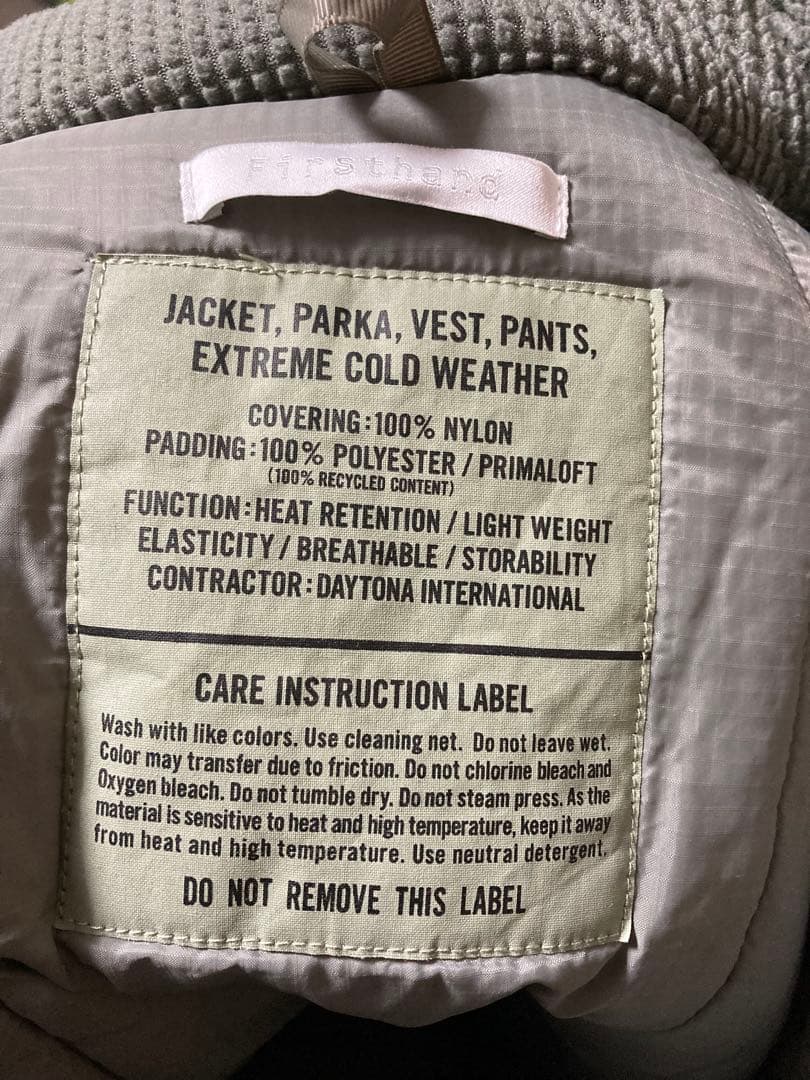 Firsthand
JACKET, PARKA, VEST, PANTS,
EXTREME COLD WEATHER
COVERING:100% NYLON
PADDING:100% POLYESTER / PRIMALOFT
(100% RECYCLED CONTENT)
FUNCTION:HEAT RETENTION / LIGHT WEIGHT
ELASTICITY / BREATHABLE / STORABILITY
CONTRACTOR:DAYTONA INTERNATIONAL
CARE INSTRUCTION LABEL
Wash with like colors. Use cleaning net. Do not leave wet.
Color may transfer due to friction. Do not chlorine bleach and
Oxygen bleach. Do not tumble dry. Do not steam press. As the
material is sensitive to heat and high temperature, keep it away
from heat and high temperature. Use neutral detergent.
DO NOT REMOVE THIS LABEL